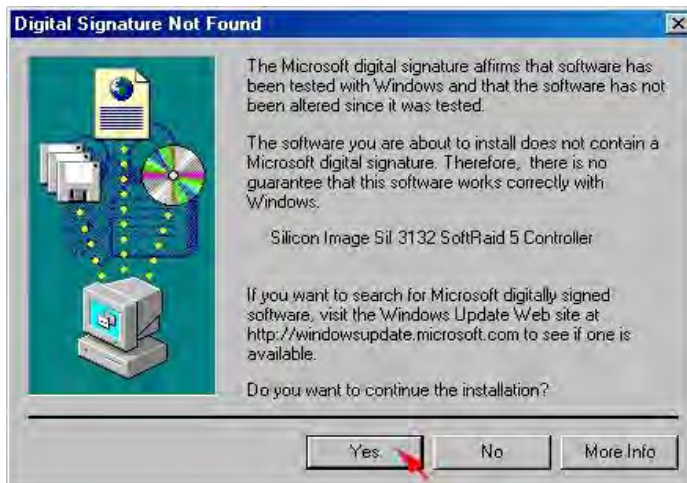 Digital Signature Not Found
The Microsoft digital signature affirms that software has
been tested with Windows and that the software has not
been altered since it was tested.
The software you are about to install does not contain a
Microsoft digital signature. Therefore, there is no
guarantee that this software works correctly with
Windows.
Silicon Image SiI 3132 SoftRaid 5 Controller
If you want to search for Microsoft digitally signed
software, visit the Windows Update Web site at
http://windowsupdate.microsoft.com to see if one is
available.
Do you want to continue the installation?
Yes No More Info